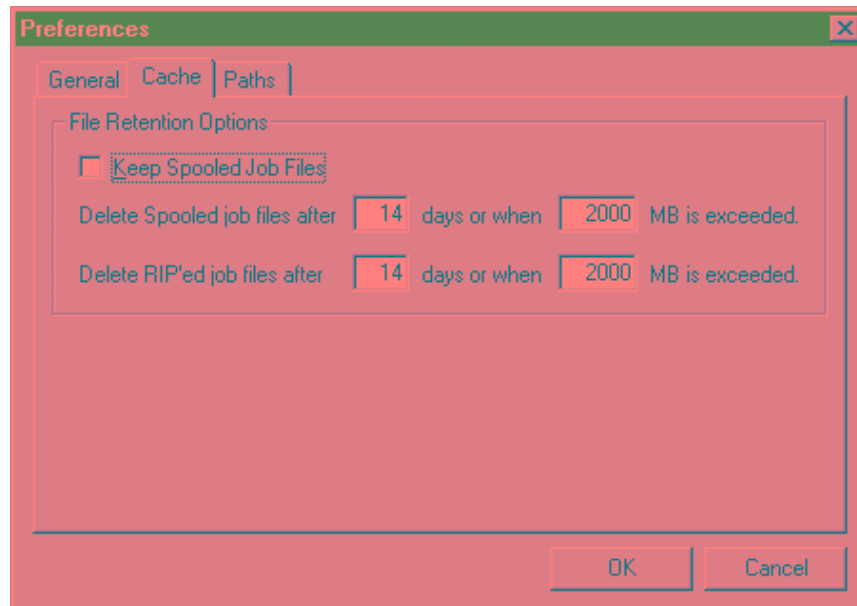 Preferences
General Cache Paths
File Retention Options
Keep Spooled Job Files
Delete Spooled job files after 14 days or when 2000 MB is exceeded.
Delete RIP'ed job files after 14 days or when 2000 MB is exceeded.
OK Cancel